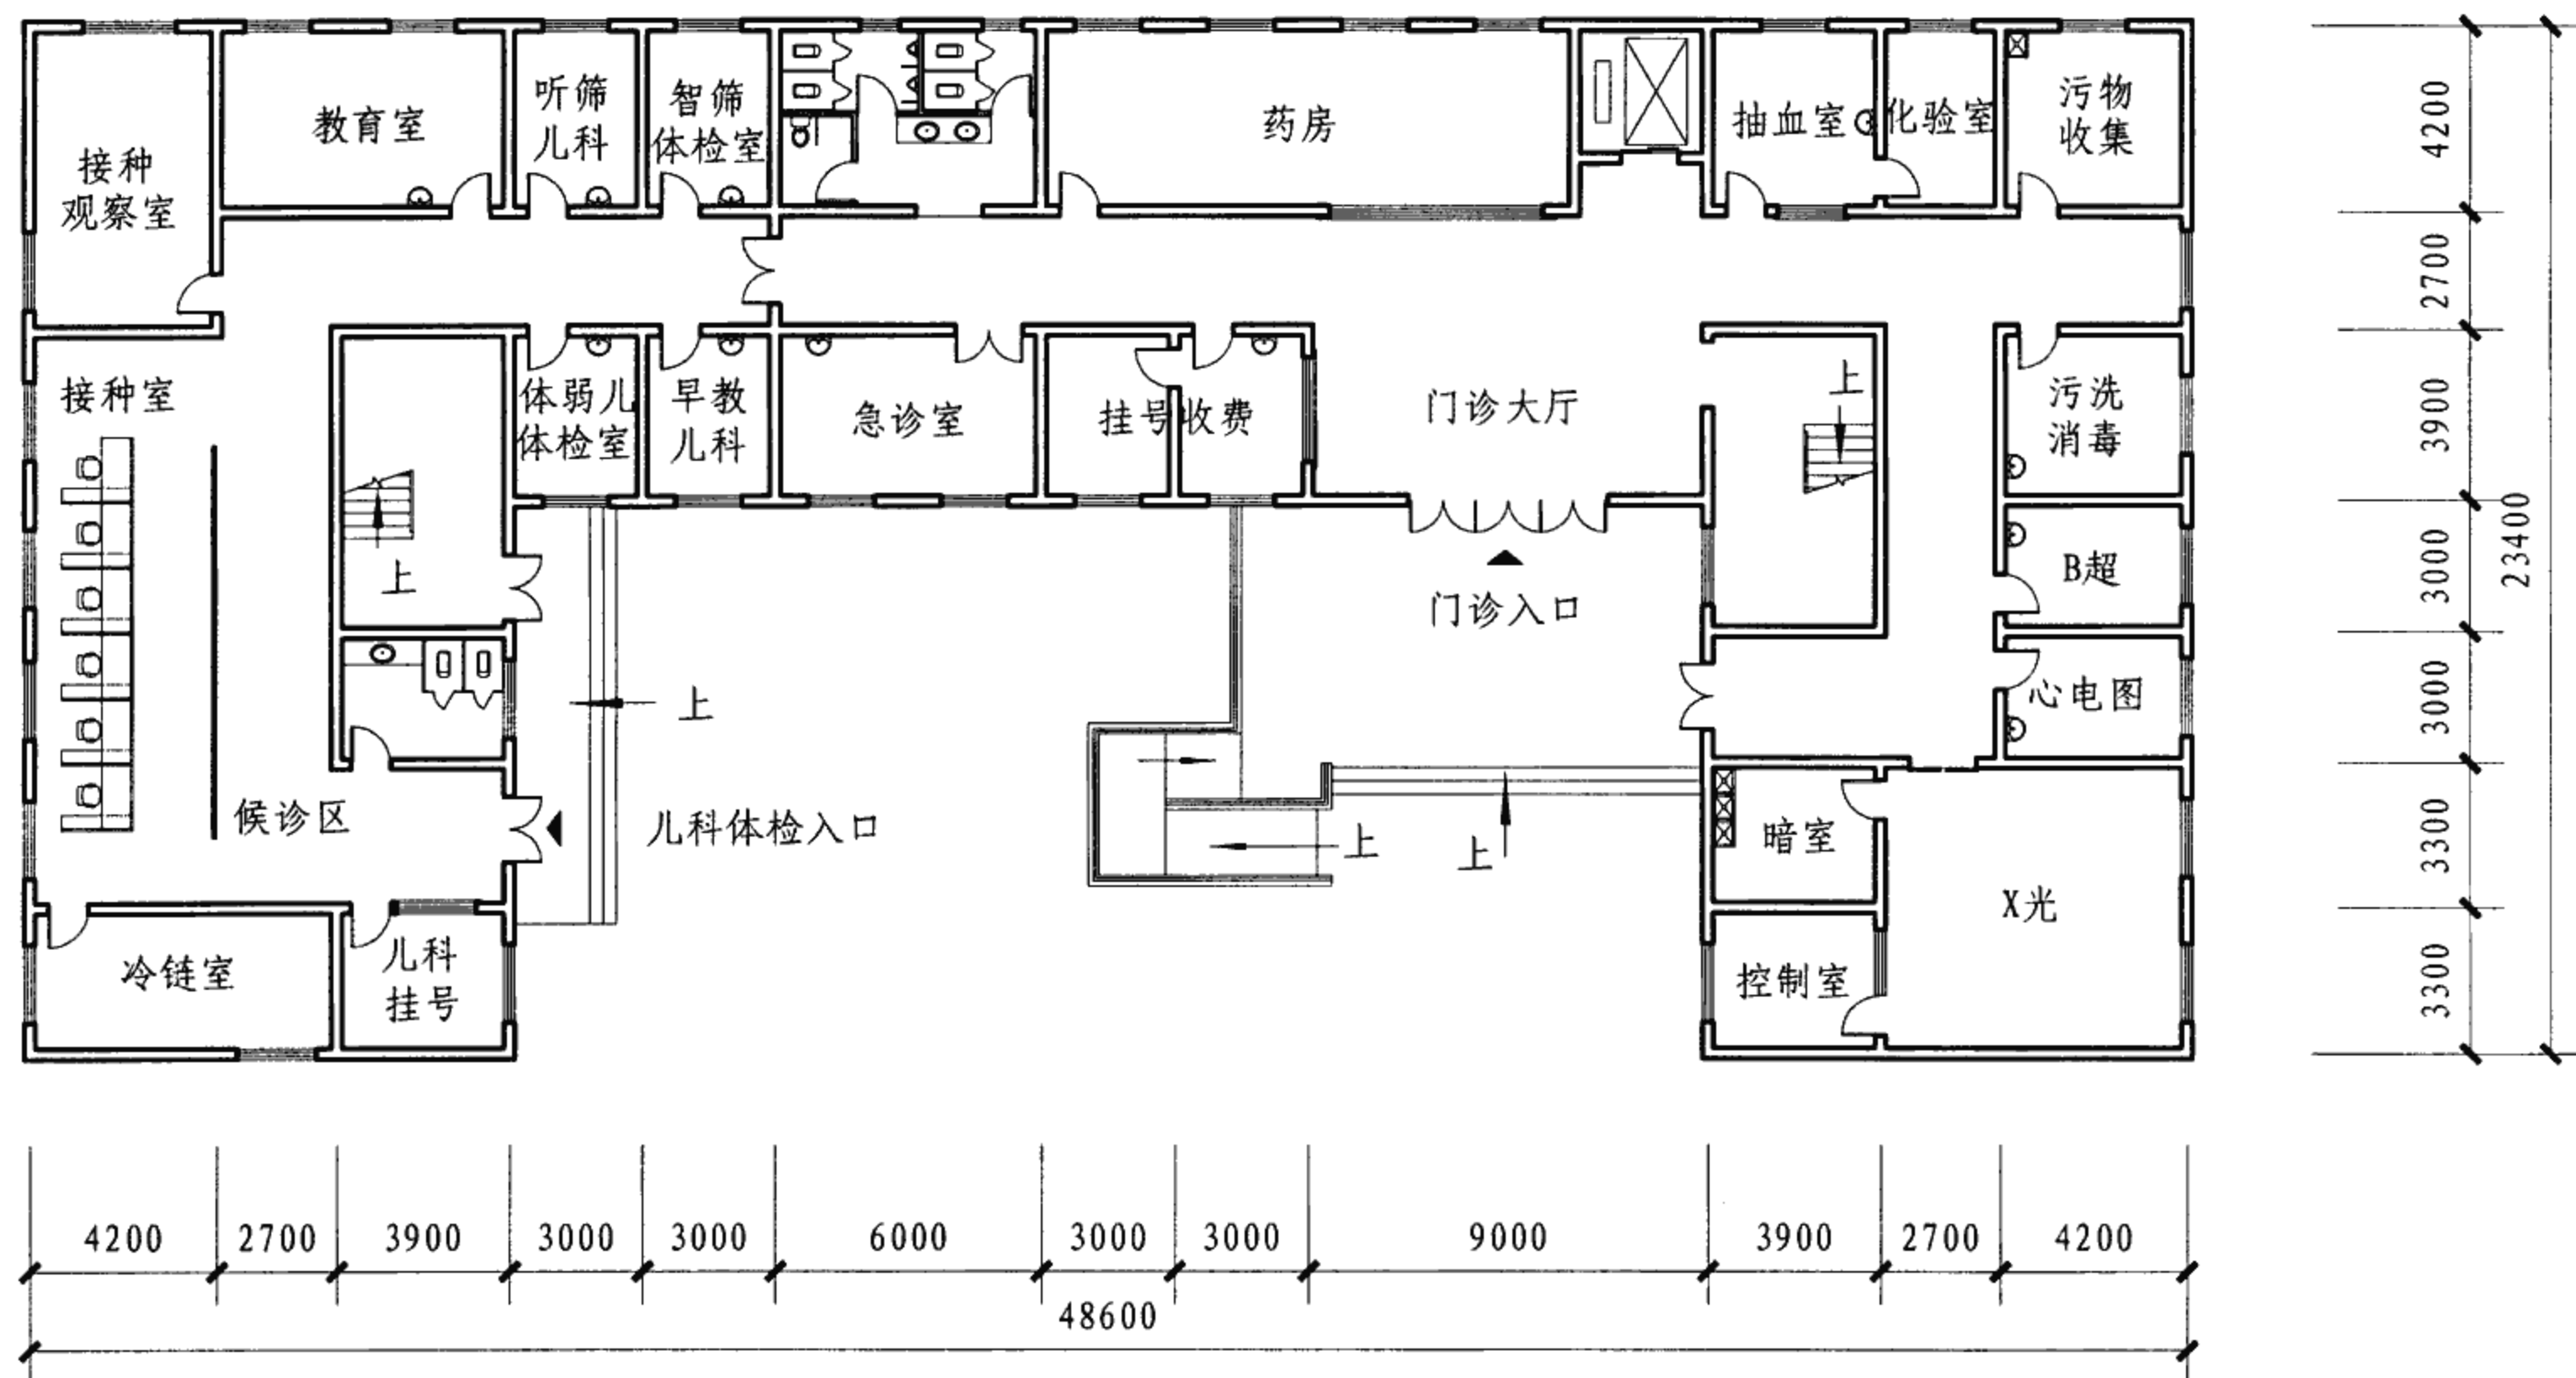 接种
观察室
教育室
听筛
儿科
智筛
体检室
药房
抽血室
化验室
污物
收集
接种室
上
体弱儿
体检室
早教
儿科
急诊室
挂号收费
门诊大厅
上
污洗
消毒
B超
门诊入口
上
心电图
候诊区
儿科体检入口
上
上
暗室
X光
冷链室
儿科
挂号
控制室
4200
2700
3900
3000
3000
3300
3300
23400
4200
2700
3900
3000
3000
6000
3000
3000
9000
3900
2700
4200
48600